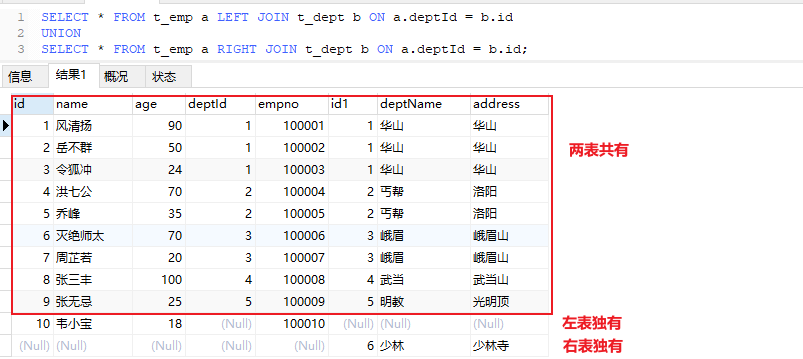 1 SELECT * FROM t_emp a LEFT JOIN t_dept b ON a.deptId = b.id
2 UNION
3 SELECT * FROM t_emp a RIGHT JOIN t_dept b ON a.deptId = b.id;
信息 结果1 概况 状态
id name age deptId empno id1 deptName address
1 风清扬 90 1 100001 1 华山 华山
2 岳不群 50 1 100002 1 华山 华山
两表共有
3 令狐冲 24 1 100003 1 华山 华山
4 洪七公 70 2 100004 2 丐帮 洛阳
5 乔峰 35 2 100005 2 丐帮 洛阳
6 灭绝师太 70 3 100006 3 峨眉 峨眉山
7 周芷若 20 3 100007 3 峨眉 峨眉山
8 张三丰 100 4 100008 4 武当 武当山
9 张无忌 25 5 100009 5 明教 光明顶
10 韦小宝 18 (Null) 100010 (Null) (Null) (Null) 左表独有
(Null) (Null) (Null) (Null) (Null) 6 少林 少林寺 右表独有